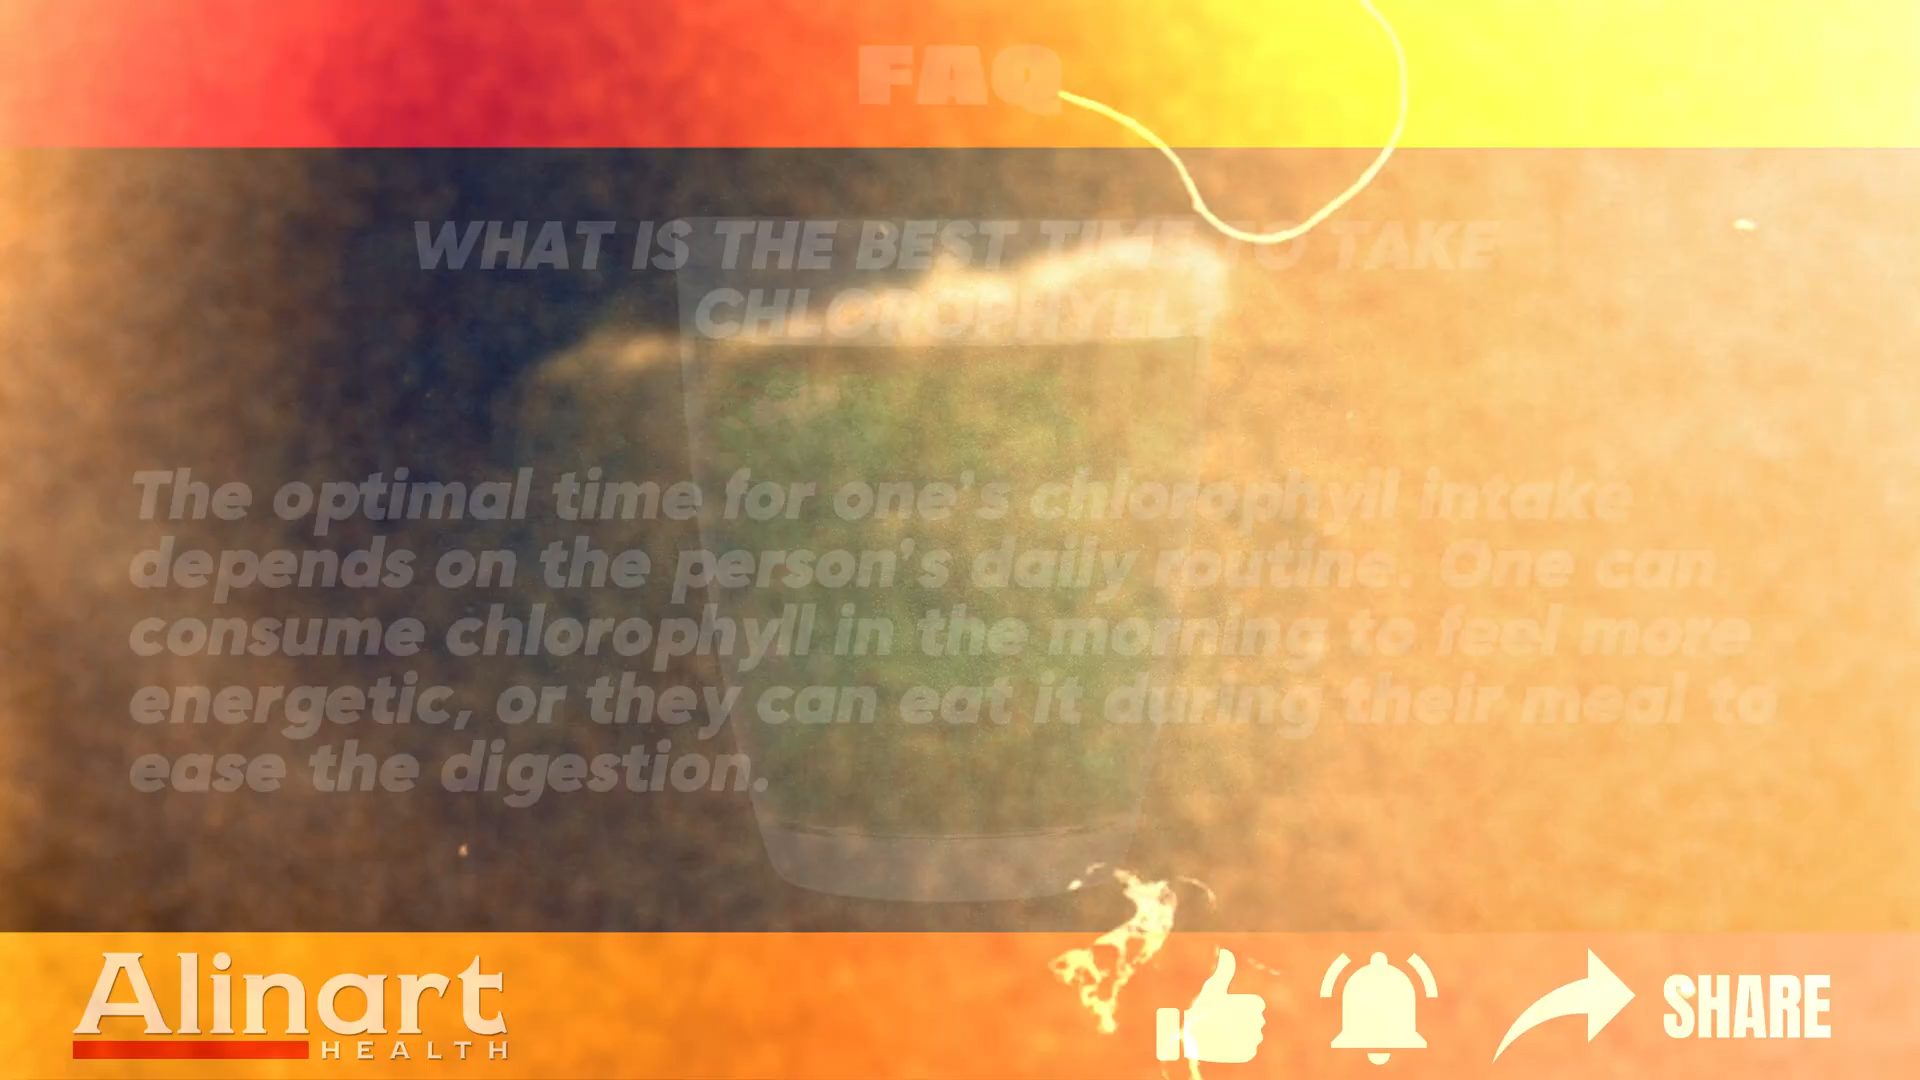 FAQ
WHAT IS THE BEST TIME TO TAKE
CHLOROPHYLL?
The optimal time for one's chlorophyll intake
depends on the person's daily routine. One can
consume chlorophyll in the morning to feel more
energetic, or they can eat it during their meal to
ease the digestion.
Alinart
HEALTH
SHARE